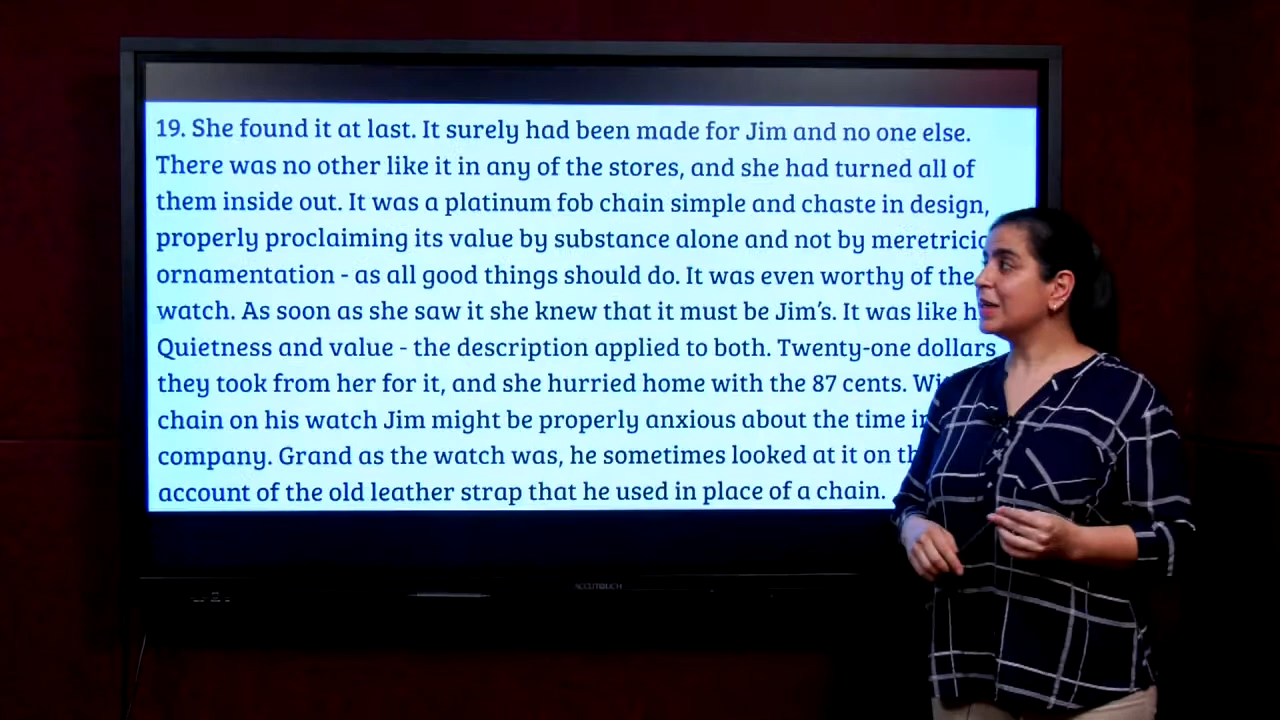 19. She found it at last. It surely had been made for Jim and no one else.
There was no other like it in any of the stores, and she had turned all of
them inside out. It was a platinum fob chain simple and chaste in design,
properly proclaiming its value by substance alone and not by
ornamentation - as all good things should do. It was even worthy of the
watch. As soon as she saw it she knew that it must be Jim's. It was like
Quietness and value - the description applied to both. Twenty-one dollars
they took from her for it, and she hurried home with the 87 cents.
chain on his watch Jim might be properly anxious about the time
company. Grand as the watch was, he sometimes looked at it on
account of the old leather strap that he used in place of a chain.
ACCUTOUCH